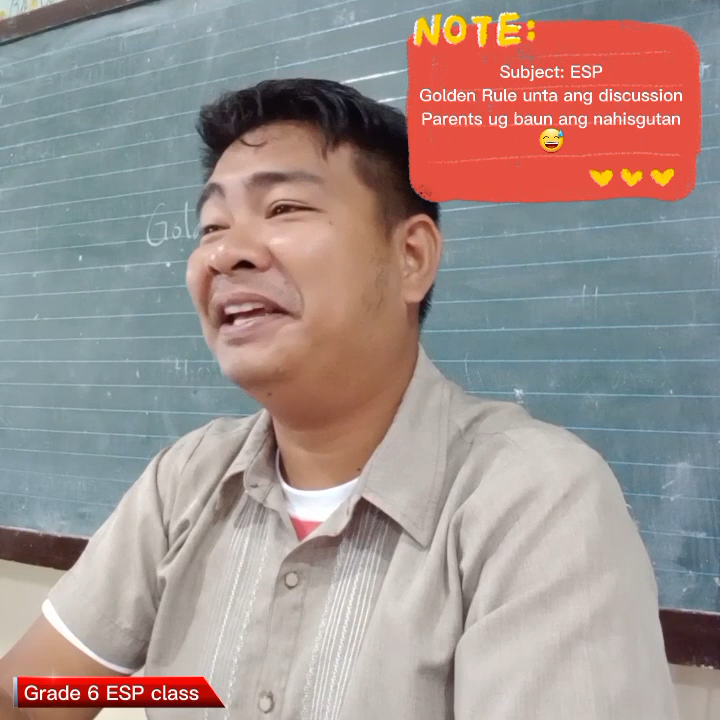 NOTE:
Subject: ESP
Golden Rule unta ang discussion
Parents ug baun ang nahisgutan
😅
Grade 6 ESP class